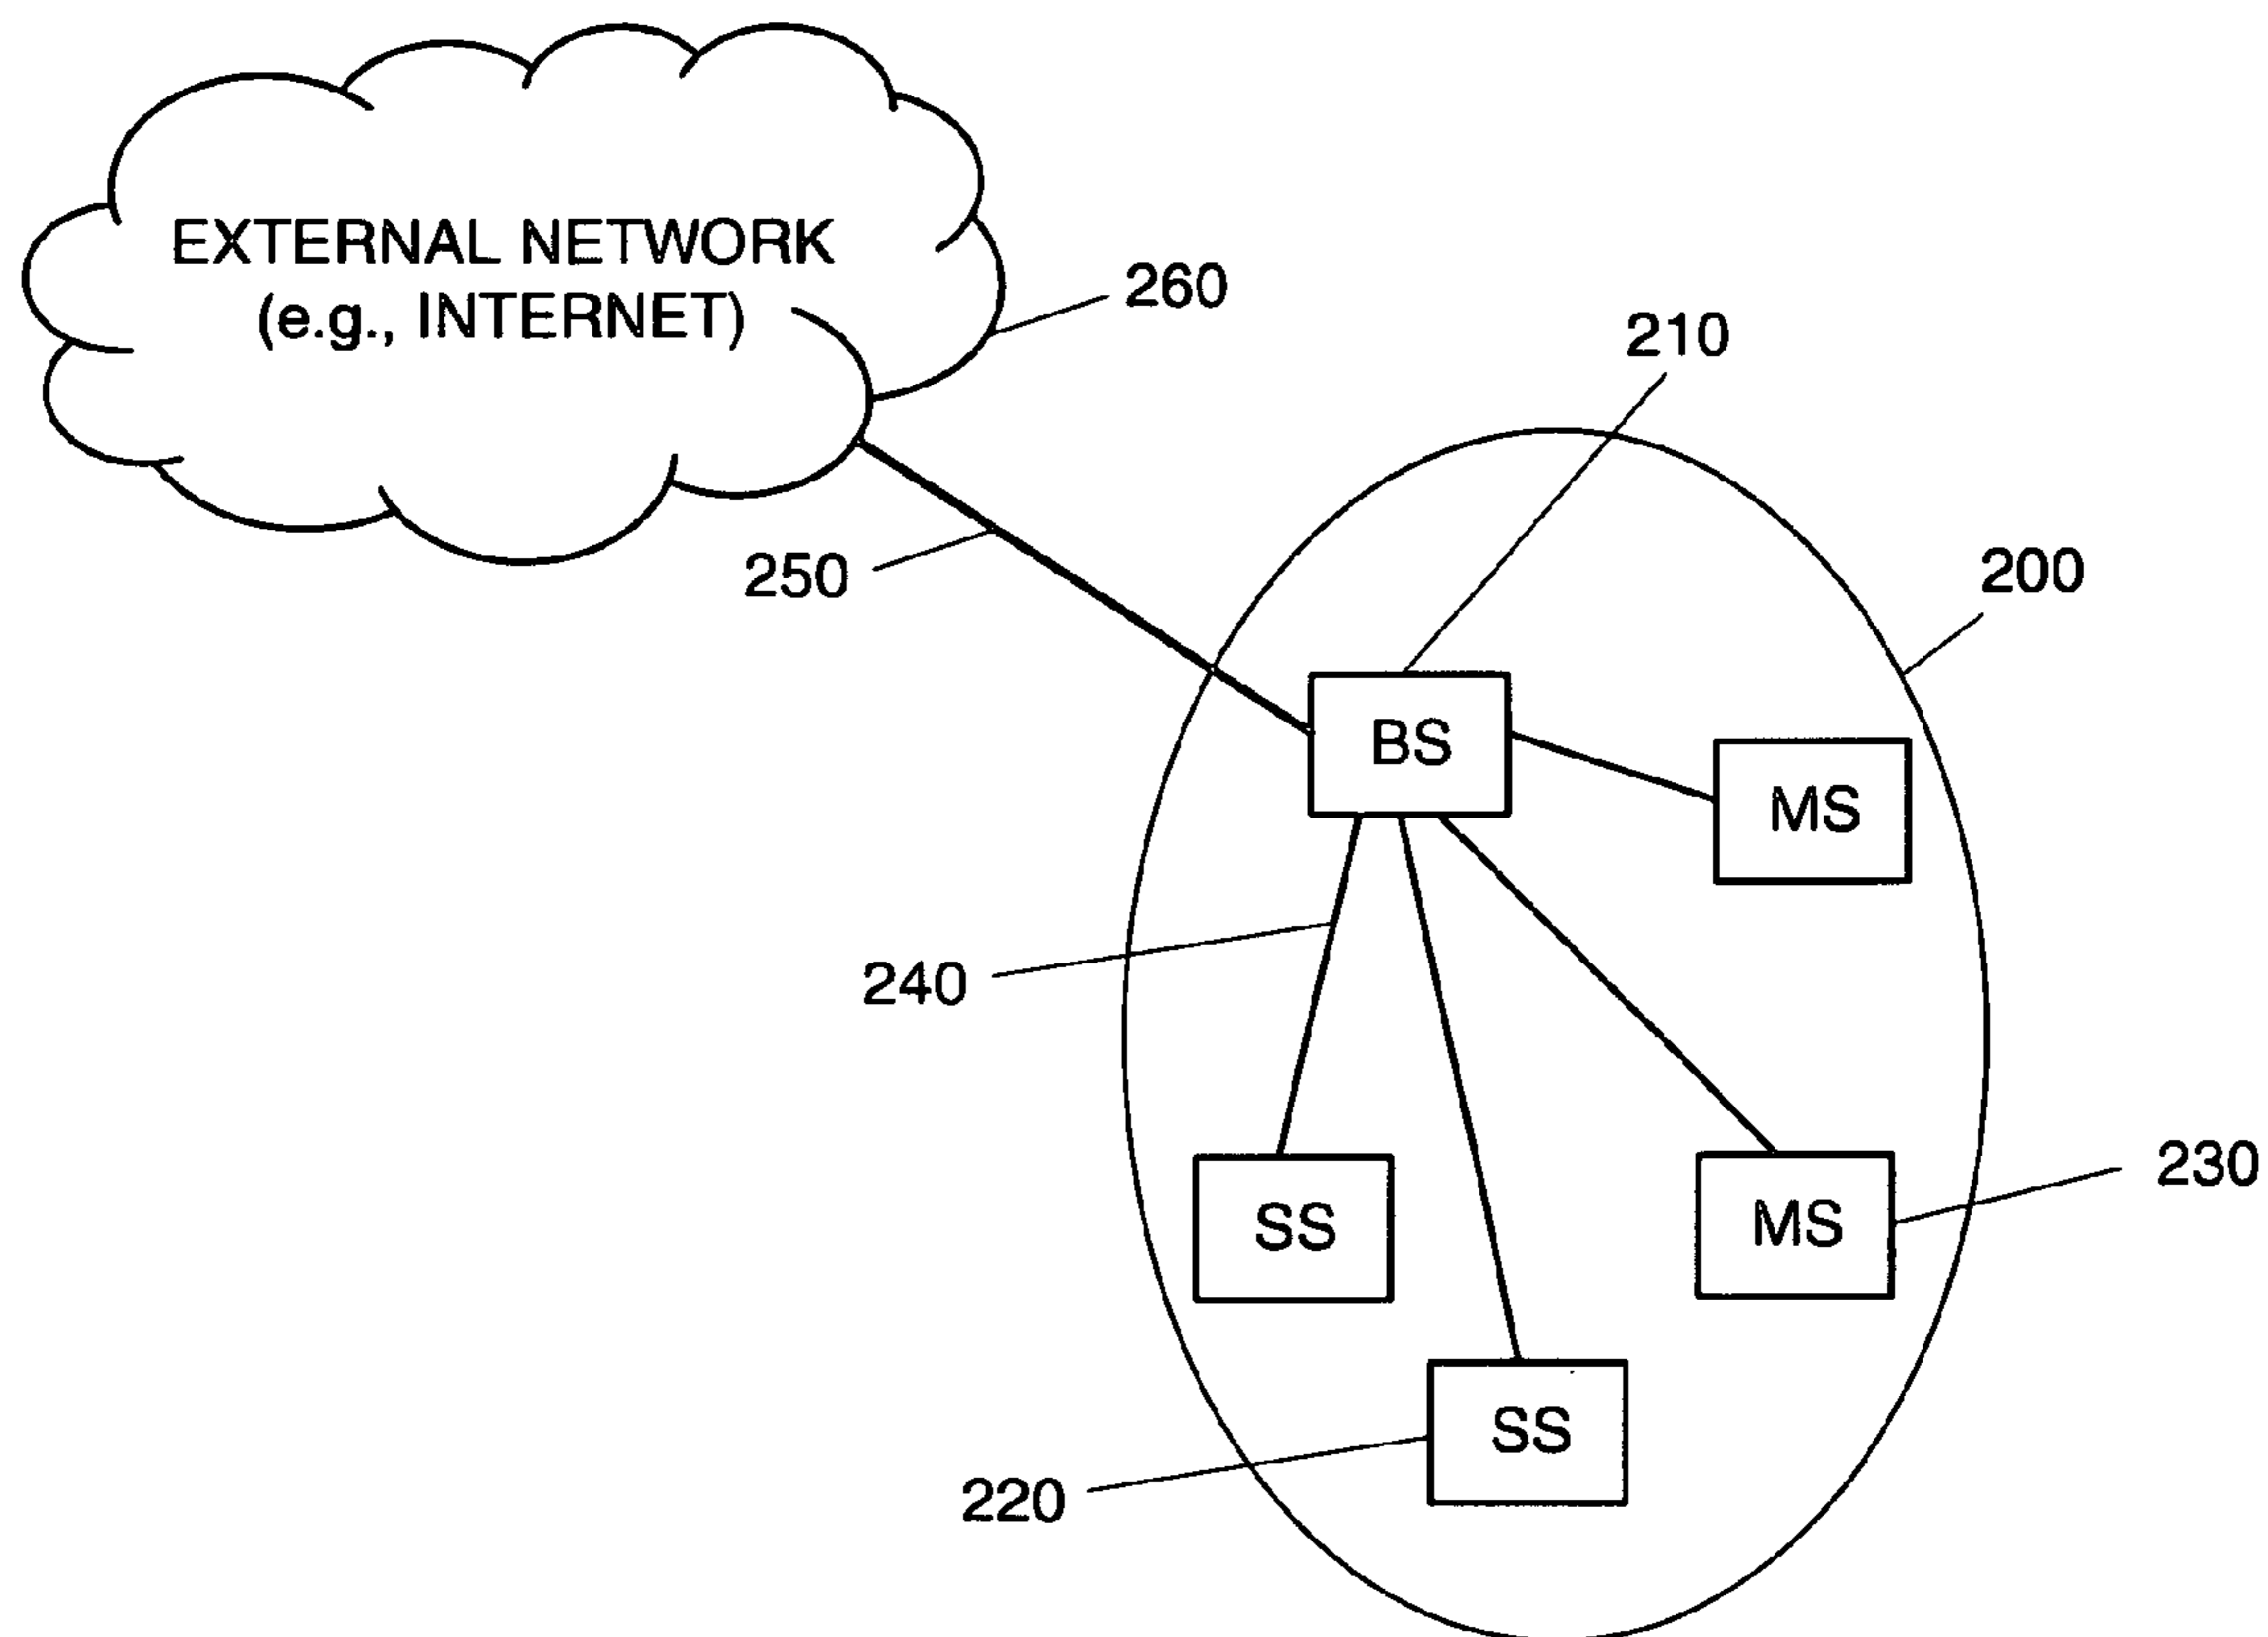 EXTERNAL NETWORK
(e.g., INTERNET)
260
210
250
200
BS
MS
240
230
SS
MS
SS
220